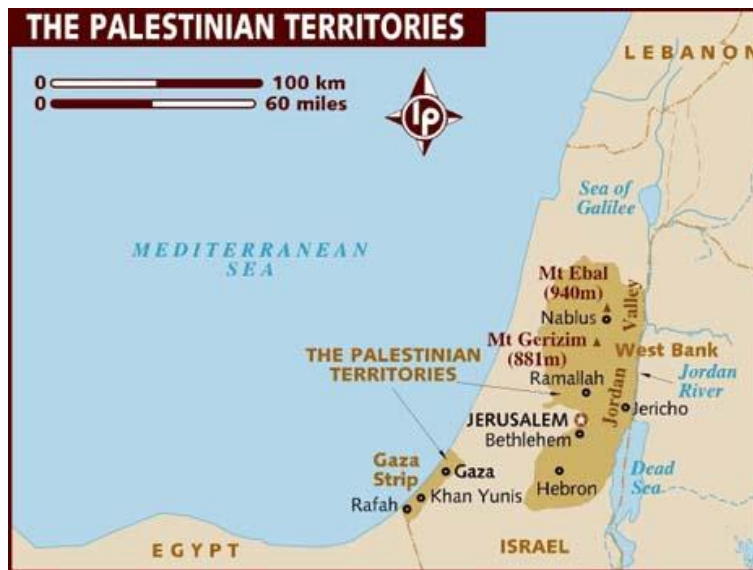 THE PALESTINIAN TERRITORIES
LEBANON
0 100 km
0 60 miles
lp
Sea of
Galilee
MEDITERRANEAN
SEA
Mt Ebal
(940m)
Nablus
Mt Gerizim
(881m)
Jordan Valley
West Bank
THE PALESTINIAN
TERRITORIES
Ramallah
Jordan
River
Jericho
JERUSALEM
Bethlehem
Gaza
Strip
Gaza
Khan Yunis
Rafah
Hebron
Dead
Sea
EGYPT
ISRAEL